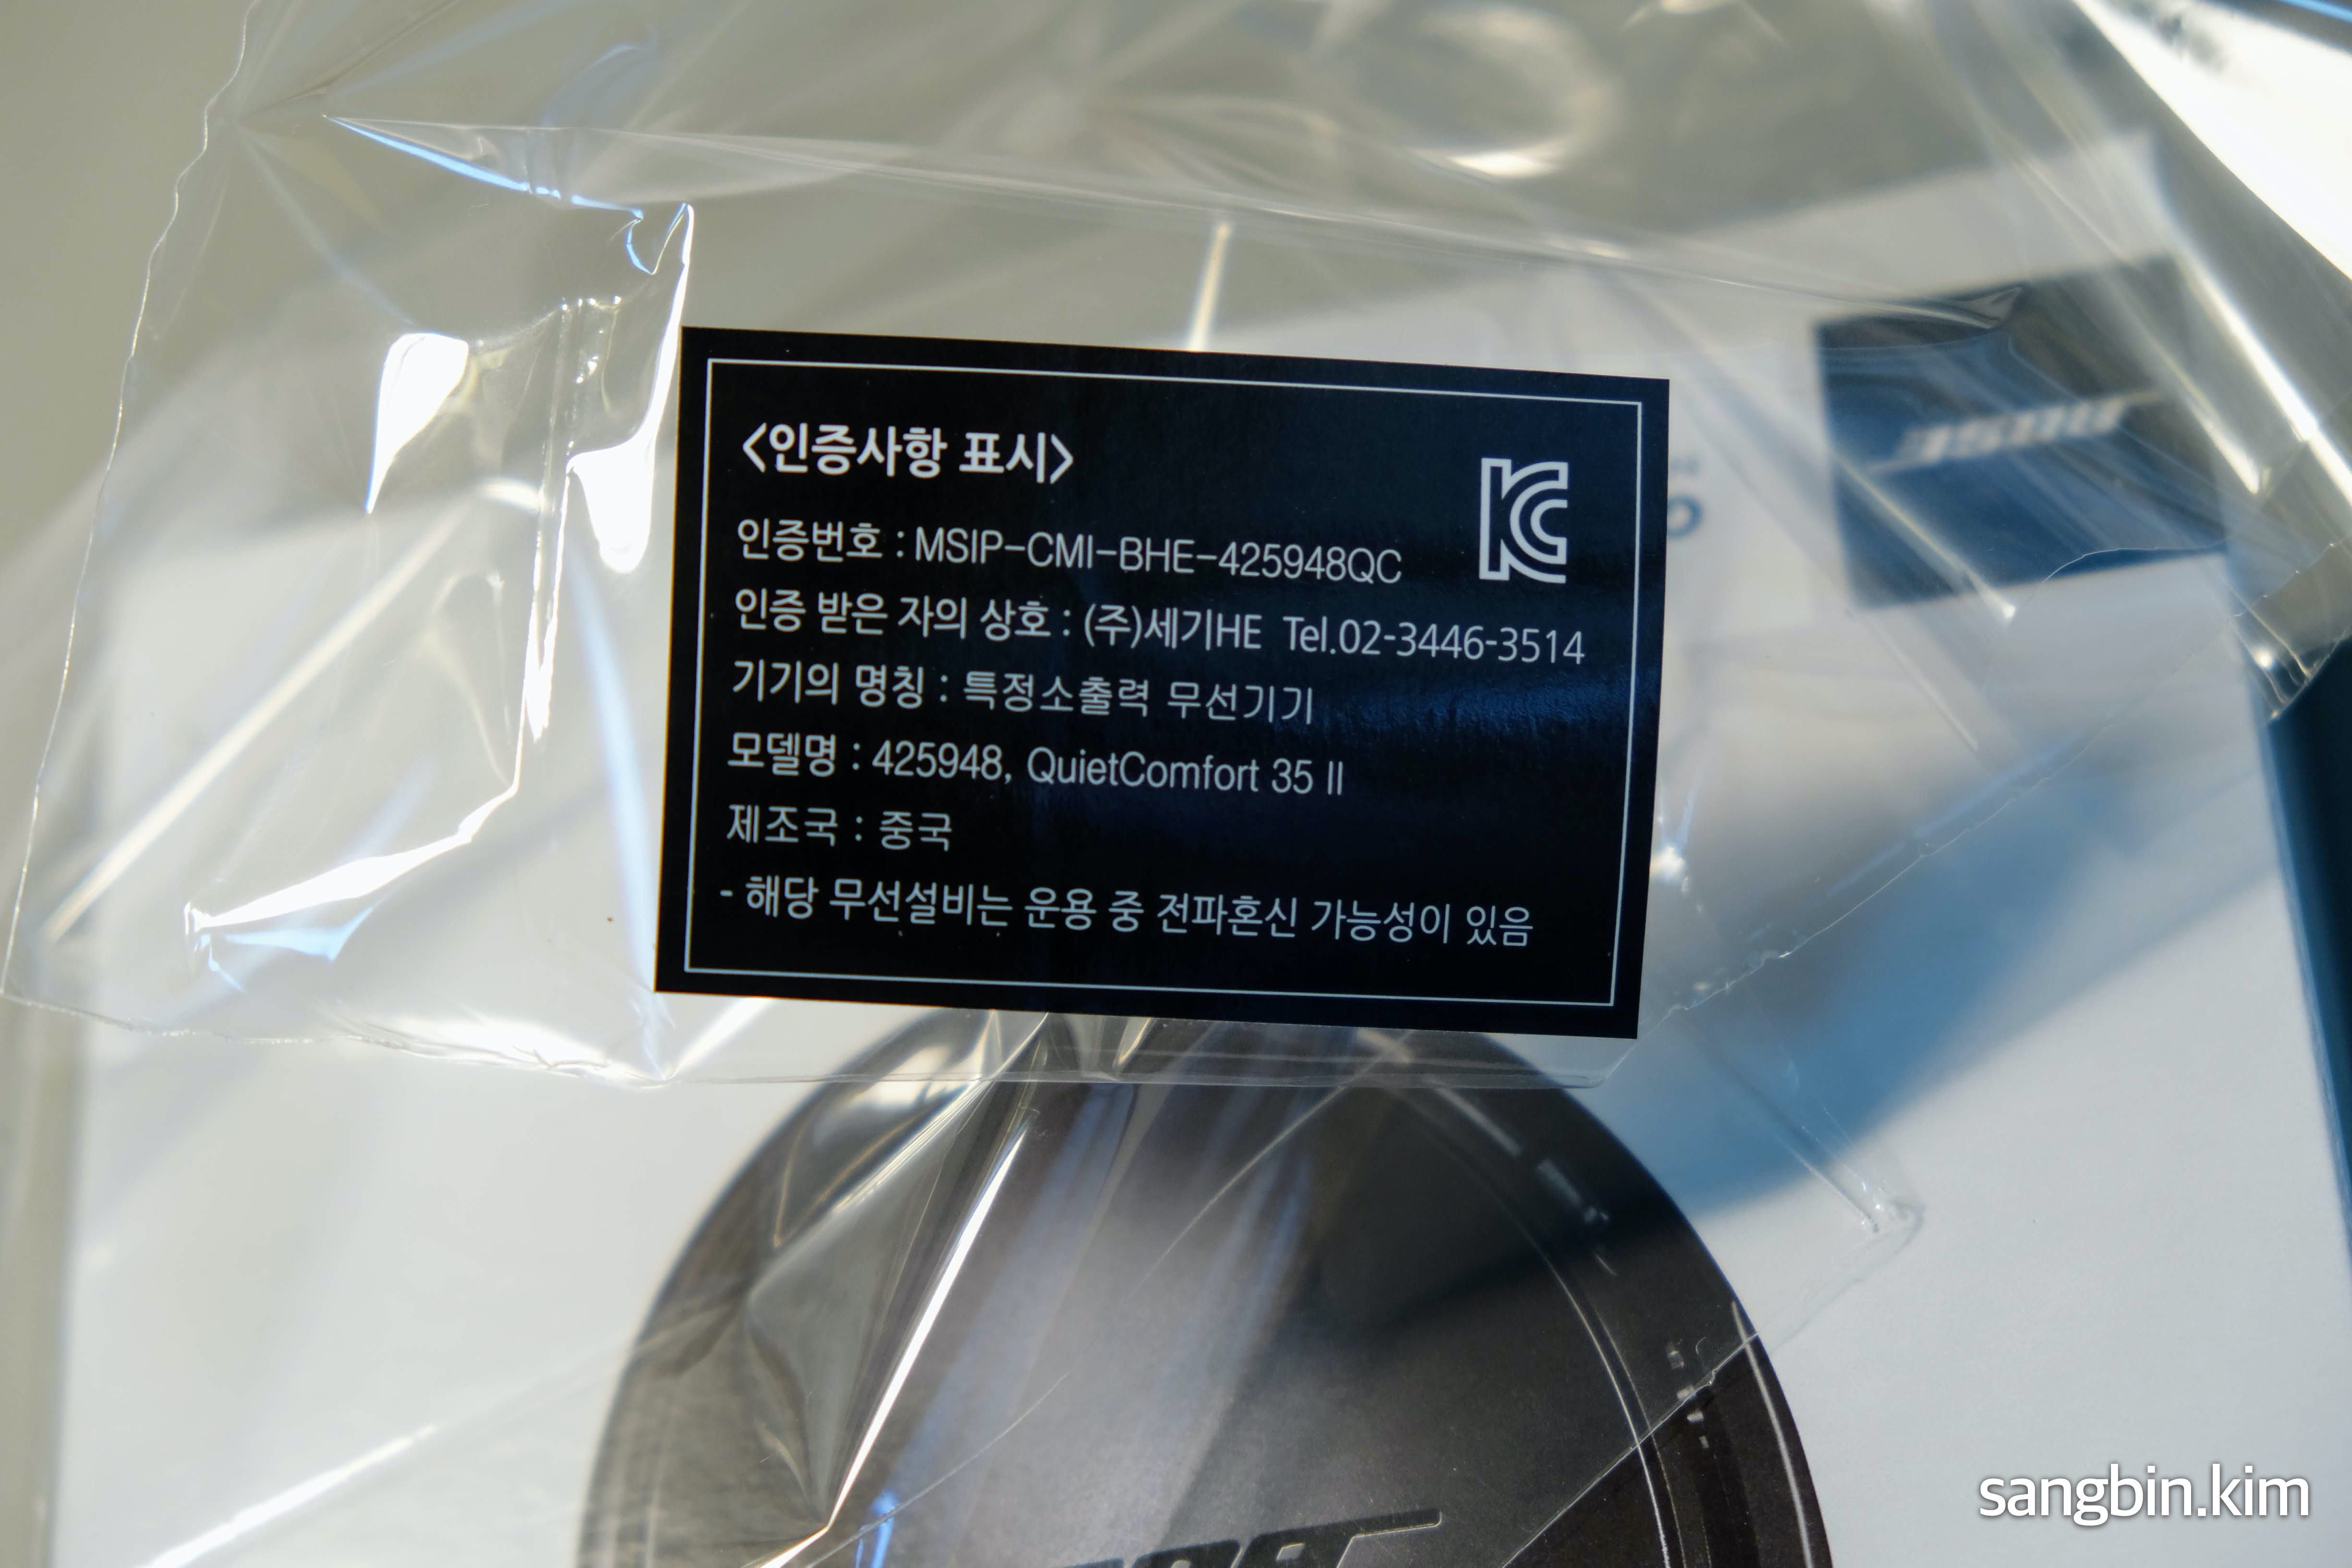 <인증사항 표시>
인증번호 : MSIP-CMI-BHE-425948QC
인증 받은 자의 상호 : (주)세기HE Tel.02-3446-3514
기기의 명칭 : 특정소출력 무선기기
모델명 : 425948, QuietComfort 35 II
제조국 : 중국
- 해당 무선설비는 운용 중 전파혼신 가능성이 있음
BOSE
sangbin.kim